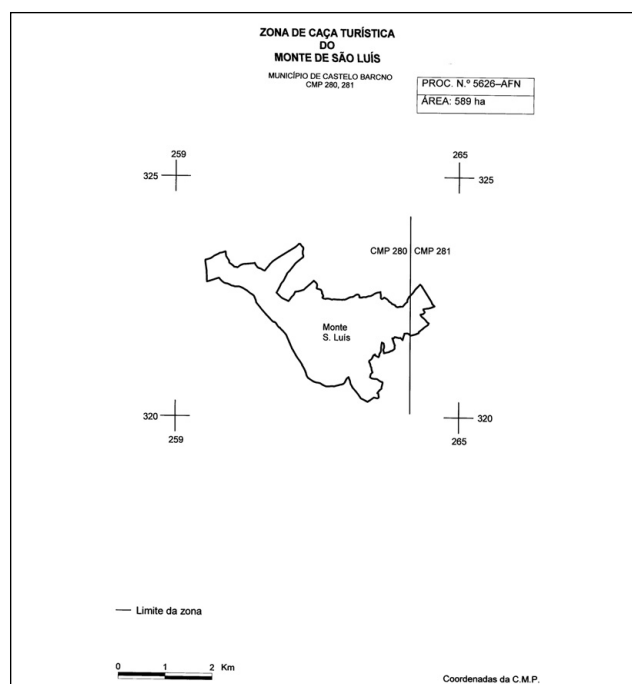 ZONA DE CAÇA TURÍSTICA
DO
MONTE DE SÃO LUÍS
MUNICÍPIO DE CASTELO BARCNO
CMP 280, 281
PROC. N.º 5626–AFN
ÁREA: 589 ha
259
325
265
325
CMP 280
CMP 281
Monte
S. Luís
320
259
320
265
Limite da zona
0 1 2 Km
Coordenadas da C.M.P.